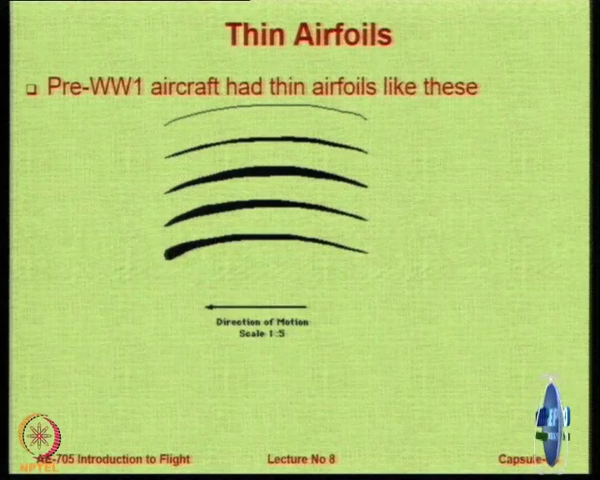 Thin Airfoils
Pre-WW1 aircraft had thin airfoils like these
Direction of Motion
Scale 1:5
AE-705 Introduction to Flight
Lecture No 8
Capsule-
NPTEL